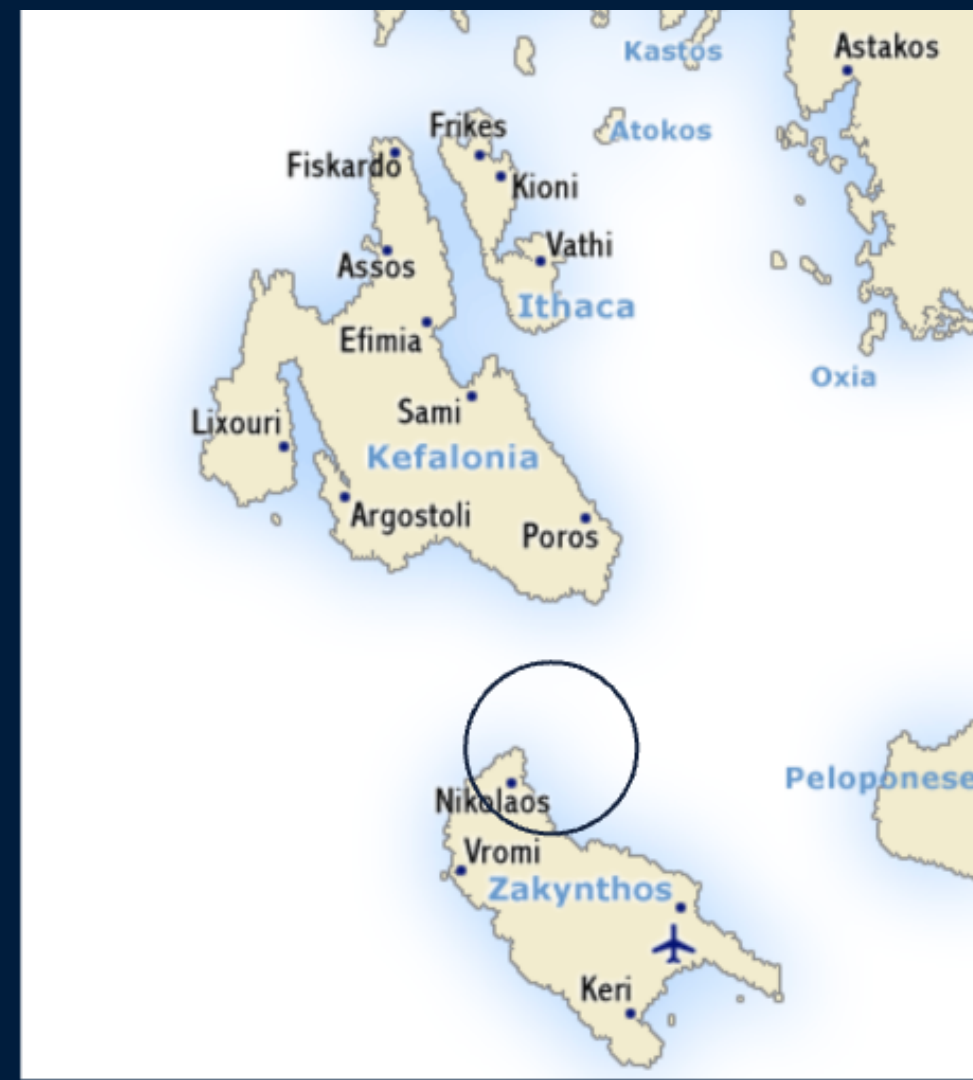 Astakos
Kastos
Frikes
Atokos
Fiskardo
Kioni
Vathi
Assos
Ithaca
Efimia
Oxia
Sami
Lixouri
Kefalonia
Argostoli
Poros
Peloponese
Nikolaos
Vromi
Zakynthos
Keri